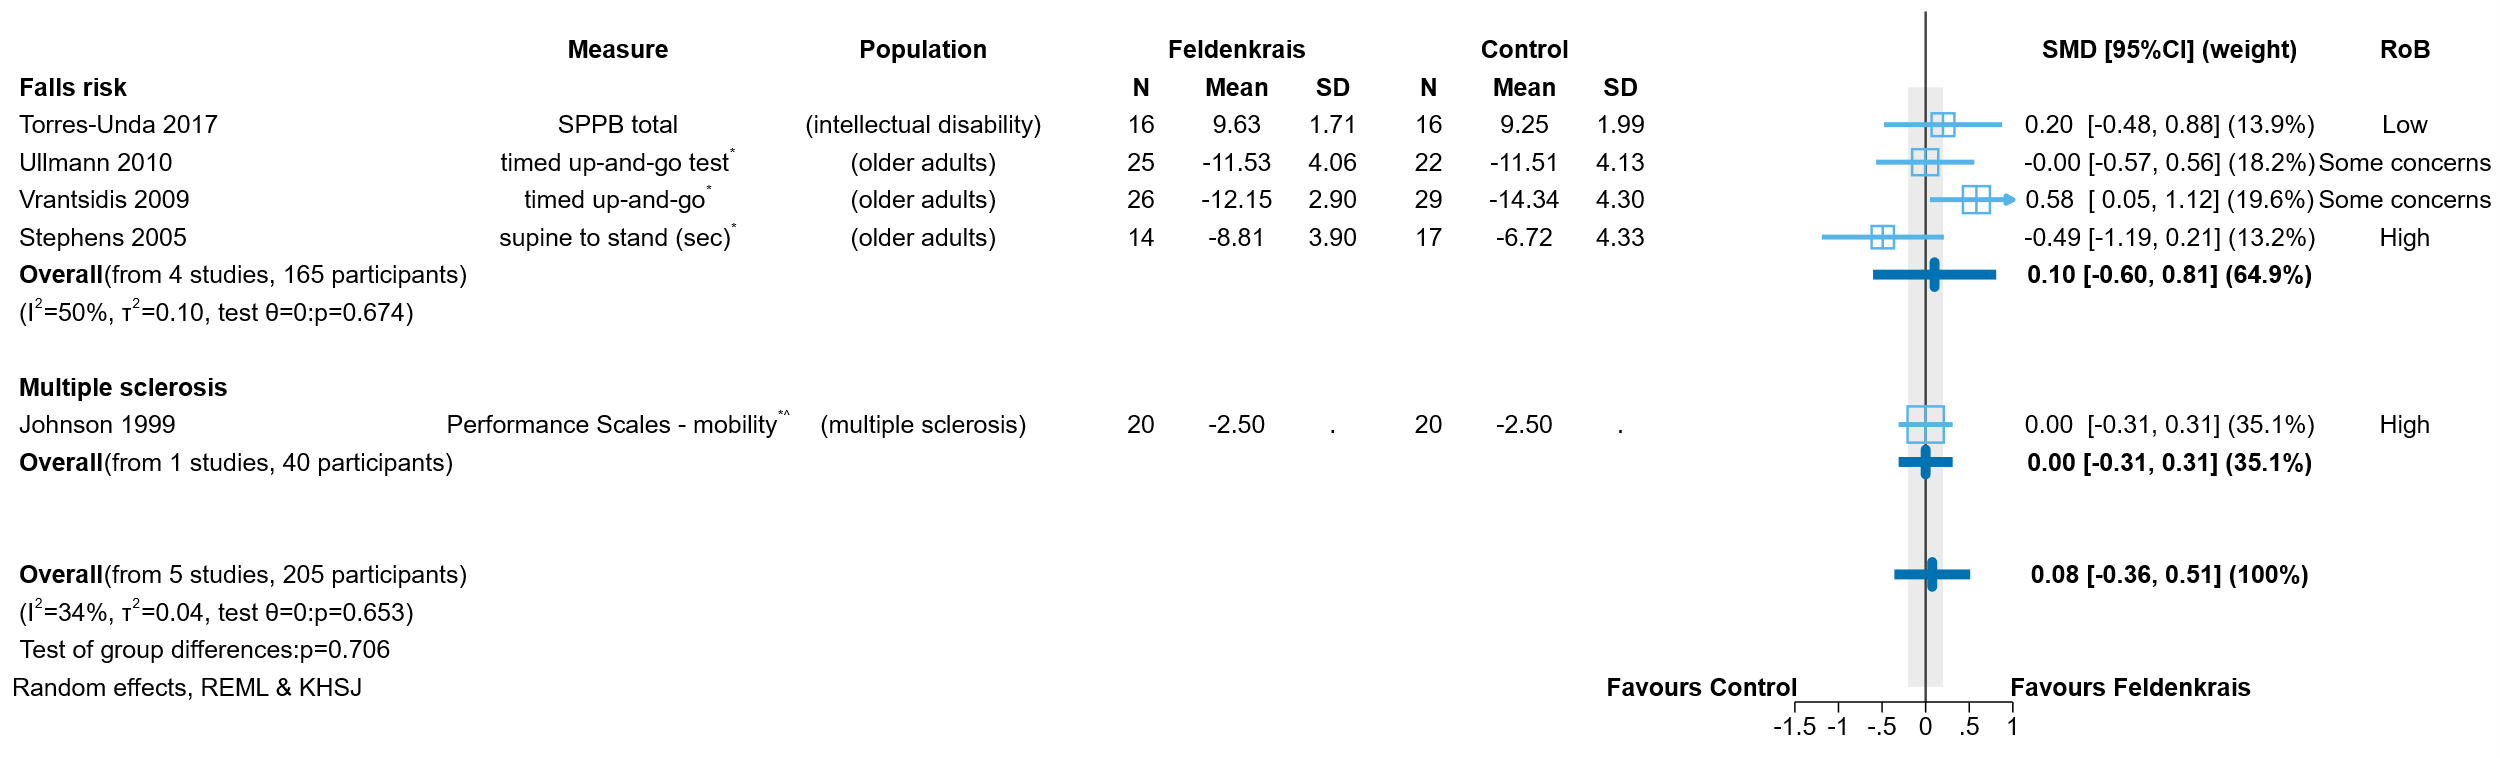 Measure Population Feldenkrais Control SMD [95%CI] (weight) RoB
Falls risk N Mean SD N Mean SD
Torres-Unda 2017 SPPB total (intellectual disability) 16 9.63 1.71 16 9.25 1.99 0.20 [-0.48, 0.88] (13.9%) Low
Ullmann 2010 timed up-and-go test* (older adults) 25 -11.53 4.06 22 -11.51 4.13 -0.00 [-0.57, 0.56] (18.2%) Some concerns
Vrantsidis 2009 timed up-and-go* (older adults) 26 -12.15 2.90 29 -14.34 4.30 0.58 [ 0.05, 1.12] (19.6%) Some concerns
Stephens 2005 supine to stand (sec)* (older adults) 14 -8.81 3.90 17 -6.72 4.33 -0.49 [-1.19, 0.21] (13.2%) High
Overall(from 4 studies, 165 participants) 0.10 [-0.60, 0.81] (64.9%)
(I²=50%, τ²=0.10, test θ=0:p=0.674)
Multiple sclerosis
Johnson 1999 Performance Scales - mobility*^ (multiple sclerosis) 20 -2.50 . 20 -2.50 . 0.00 [-0.31, 0.31] (35.1%) High
Overall(from 1 studies, 40 participants) 0.00 [-0.31, 0.31] (35.1%)
Overall(from 5 studies, 205 participants) 0.08 [-0.36, 0.51] (100%)
(I²=34%, τ²=0.04, test θ=0:p=0.653)
Test of group differences:p=0.706
Random effects, REML & KHSJ Favours Control Favours Feldenkrais
-1.5 -1 -.5 0 .5 1